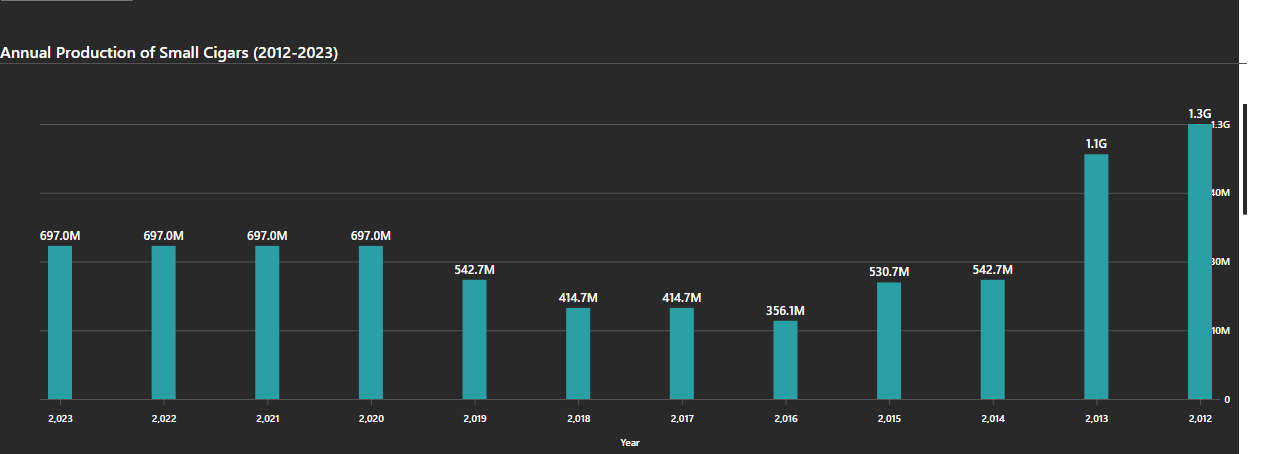 Annual Production of Small Cigars (2012-2023)
1.3G
1.3G
1.1G
40M
697.0M 697.0M 697.0M 697.0M
30M
542.7M 414.7M 414.7M 356.1M 530.7M 542.7M
10M
0
2,023 2,022 2,021 2,020 2,019 2,018 2,017 2,016 2,015 2,014 2,013 2,012
Year